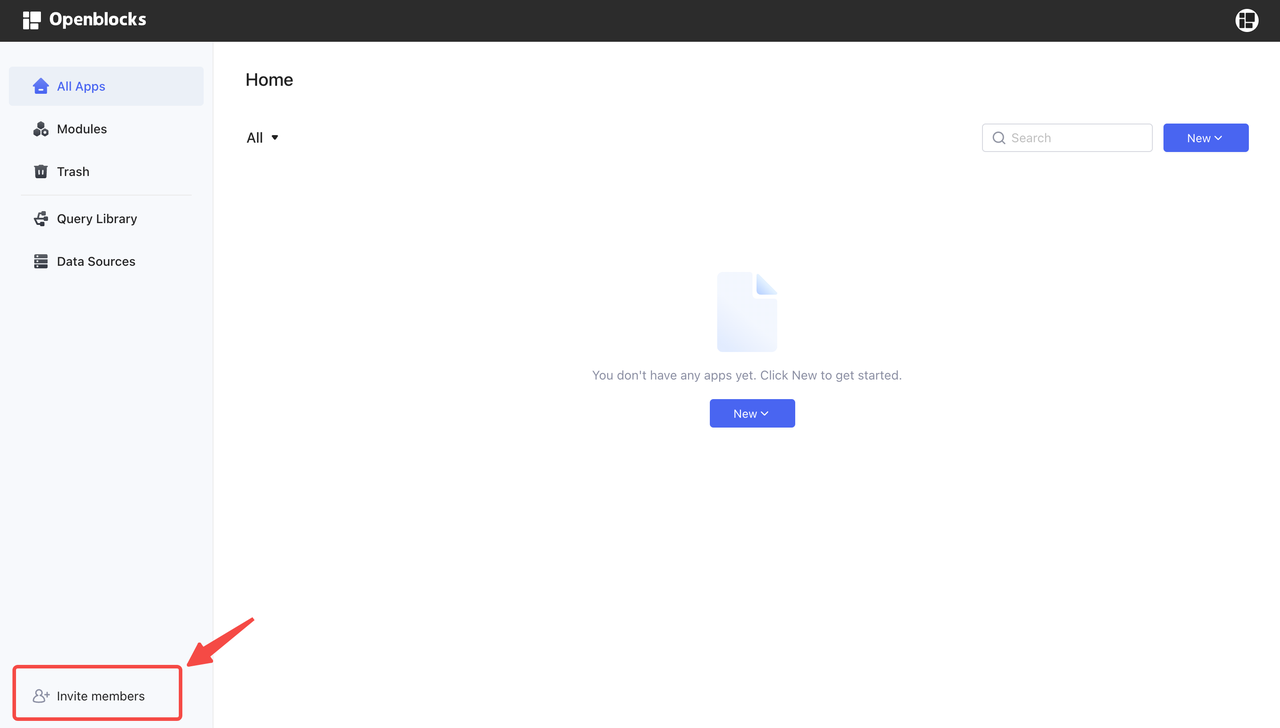 Openblocks
All Apps
Modules
Trash
Query Library
Data Sources
Invite members
Home
All
Search
New
You don't have any apps yet. Click New to get started.
New